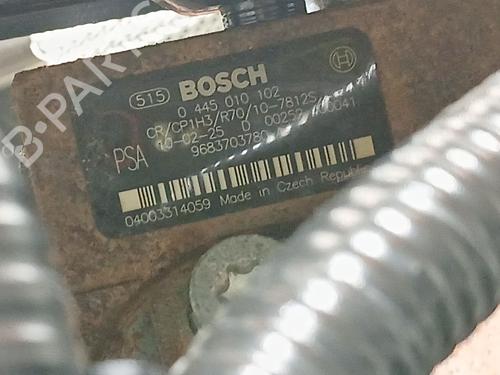 515 BOSCH
0 445 010 102
CR/CP1H3/R70/10-7812S
10-02-25 D 00252
PSA 9683703780
04003314059 Made in Czech Republic
B-PARTS